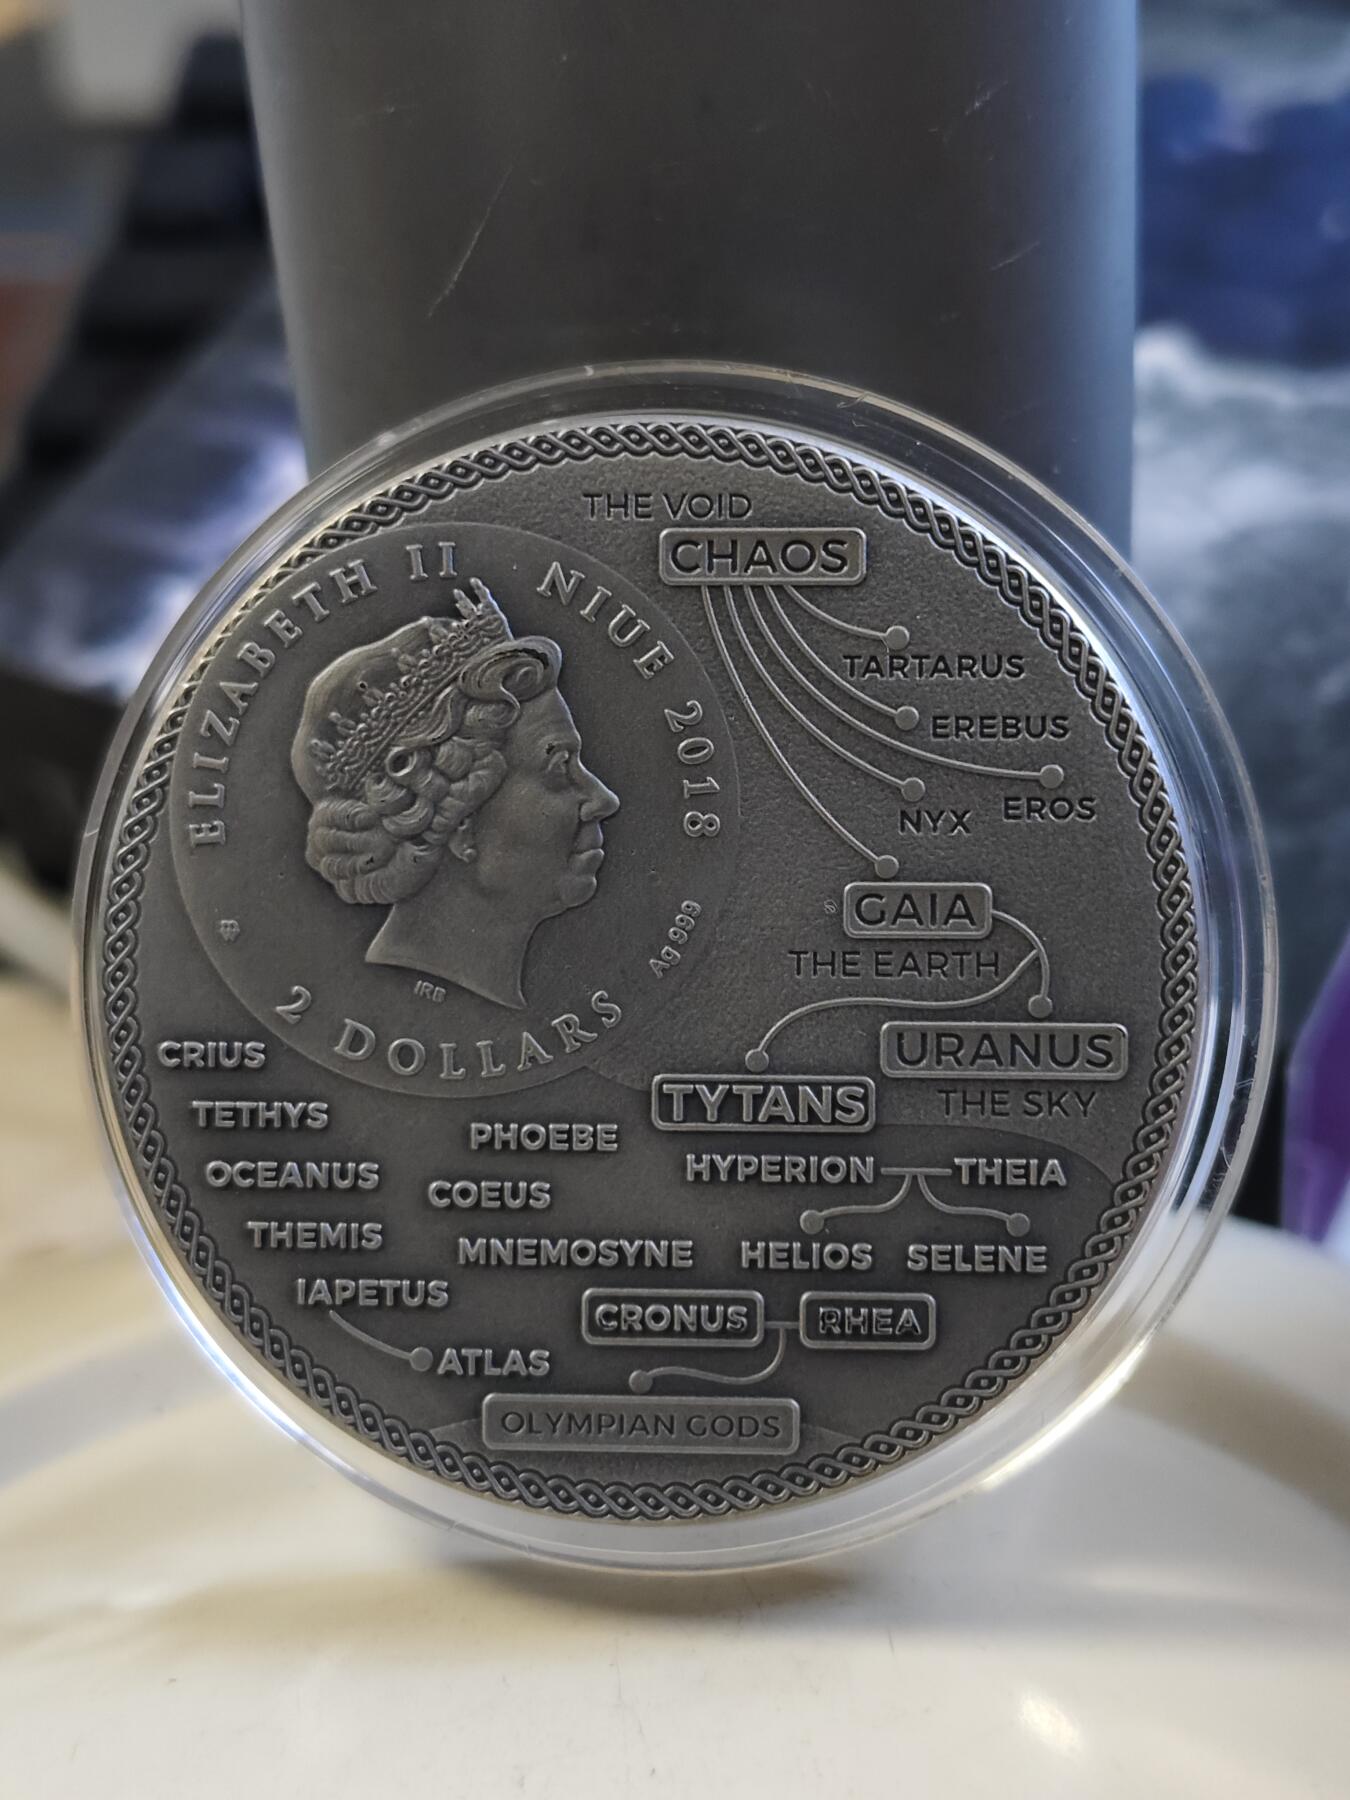 ELIZABETH II NIUE 2018
Ag 999
IRB
2 DOLLARS
THE VOID
CHAOS
TARTARUS
EREBUS
EROS
NYX
GAIA
THE EARTH
URANUS
THE SKY
TYTANS
CRIUS
TETHYS
PHOEBE
HYPERION THEIA
OCEANUS
COEUS
THEMIS
MNEMOSYNE
HELIOS SELENE
IAPETUS
CRONUS RHEA
ATLAS
OLYMPIAN GODS